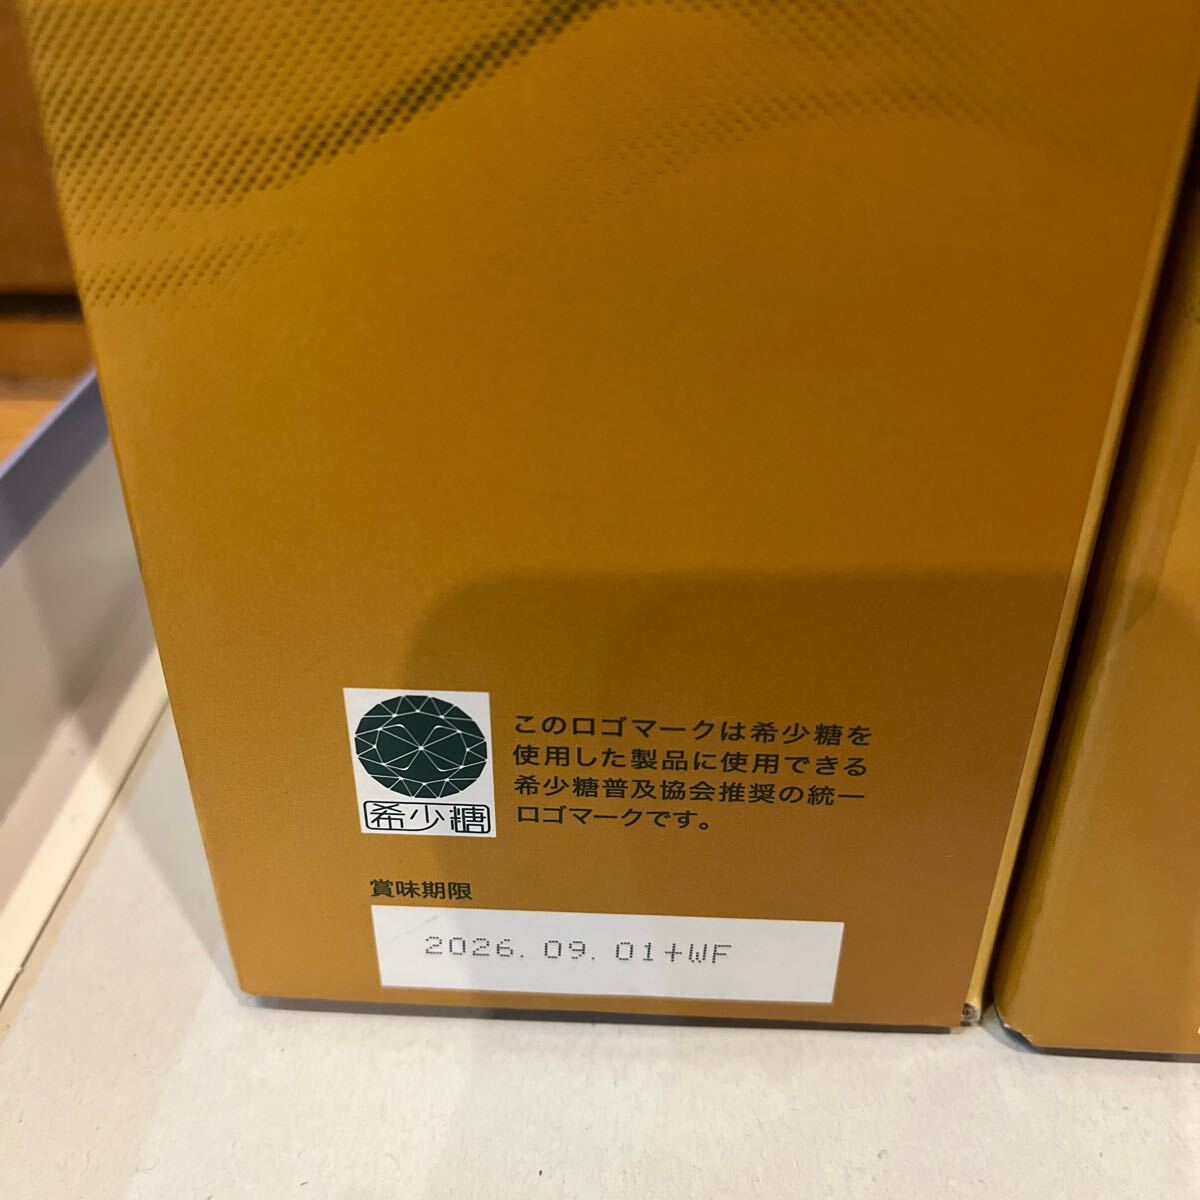 このロゴマークは希少糖を
使用した製品に使用できる
希少糖普及協会推奨の統一
ロゴマークです。
希少糖
賞味期限
2026.09.01+WF